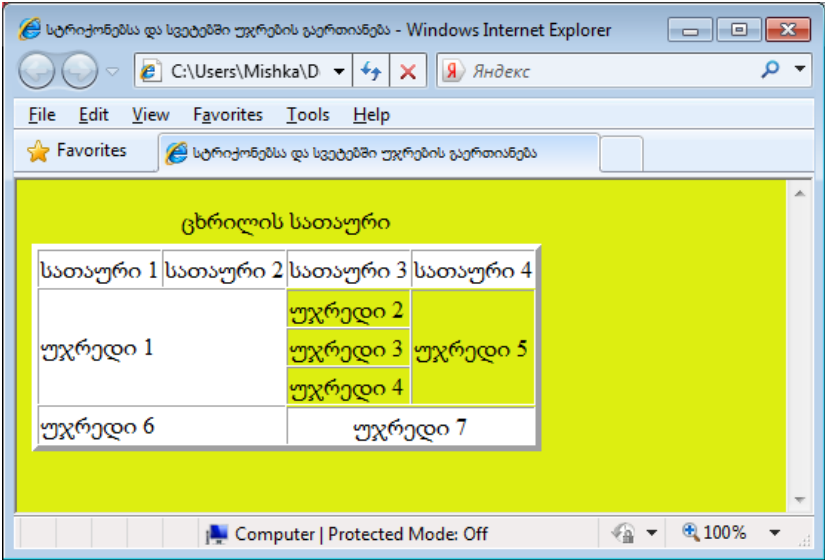 სტრიქონებსა და სვეტებში უჯრების გაერთიანება - Windows Internet Explorer
C:\Users\Mishka\D
Я Яндекс
File Edit View Favorites Tools Help
Favorites
სტრიქონებსა და სვეტებში უჯრების გაერთიანება
ცხრილის სათაური
სათაური 1 სათაური 2 სათაური 3 სათაური 4
უჯრედი 1
უჯრედი 2
უჯრედი 3
უჯრედი 4
უჯრედი 5
უჯრედი 6
უჯრედი 7
Computer | Protected Mode: Off
100%